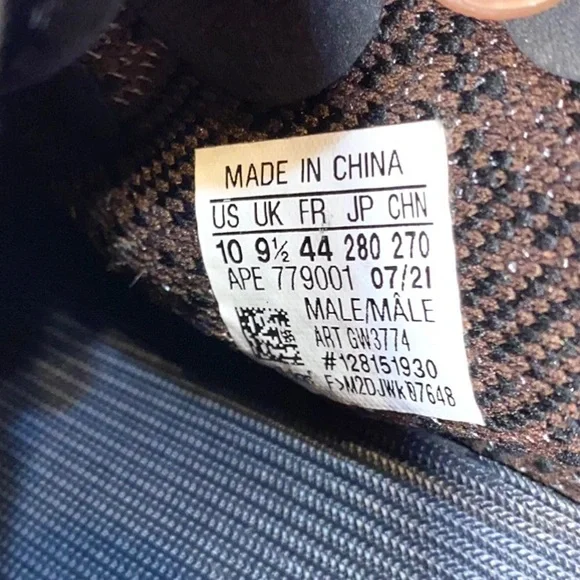 MADE IN CHINA
US UK FR JP CHN
10 9½ 44 280 270
APE 779001 07/21
MALE/MÂLE
ART GW3774
#128151930
F>M2DJWkD7648